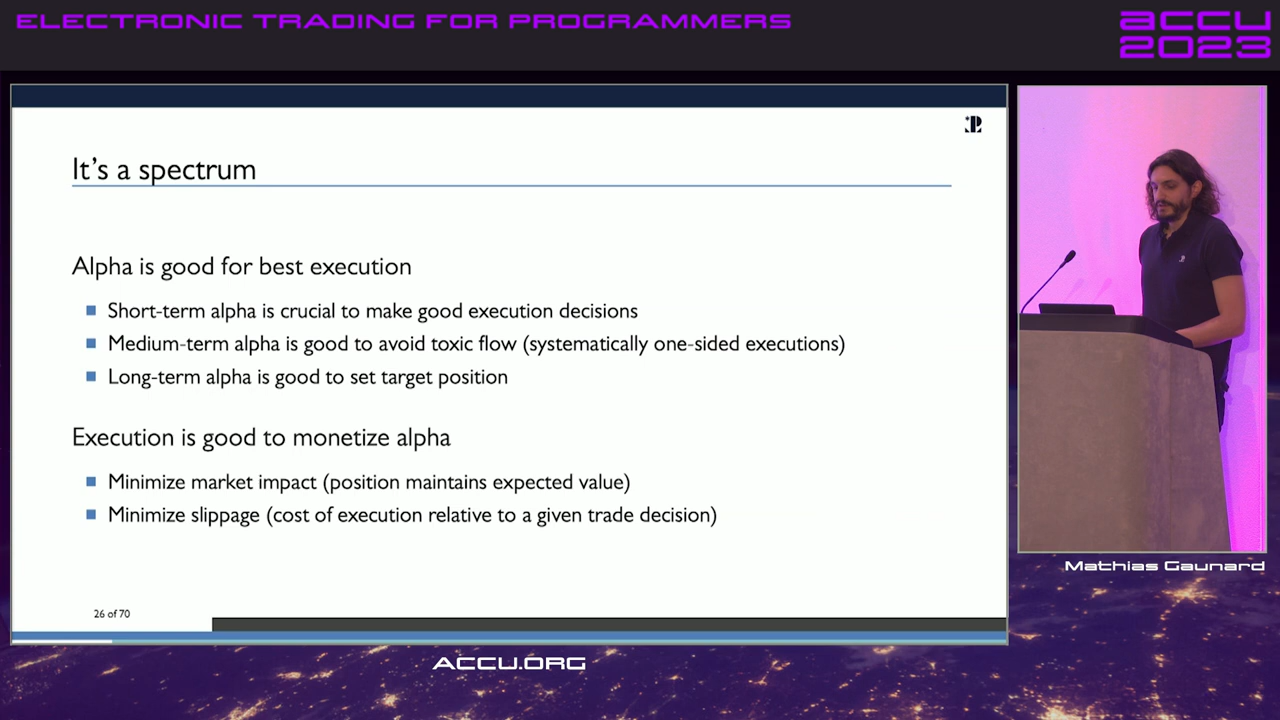 ELECTRONIC TRADING FOR PROGRAMMERS
accu
2023
It's a spectrum
Alpha is good for best execution
Short-term alpha is crucial to make good execution decisions
Medium-term alpha is good to avoid toxic flow (systematically one-sided executions)
Long-term alpha is good to set target position
Execution is good to monetize alpha
Minimize market impact (position maintains expected value)
Minimize slippage (cost of execution relative to a given trade decision)
26 of 70
Mathias Gaunard
ACCU.ORG